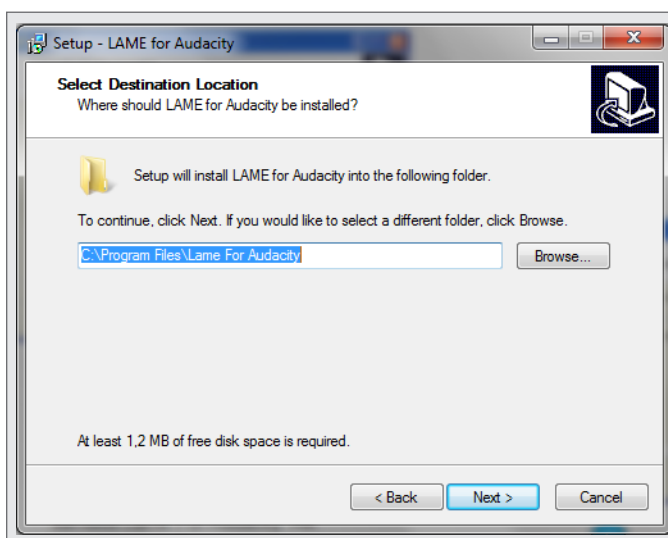 Setup - LAME for Audacity
Select Destination Location
Where should LAME for Audacity be installed?
Setup will install LAME for Audacity into the following folder.
To continue, click Next. If you would like to select a different folder, click Browse.
C:\Program Files\Lame For Audacity
Browse...
At least 1,2 MB of free disk space is required.
< Back
Next >
Cancel